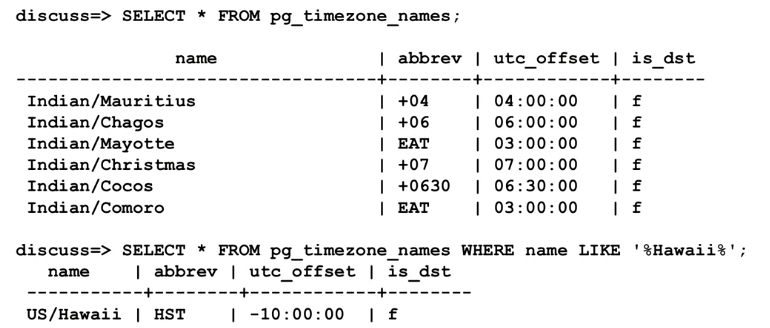 discuss=> SELECT * FROM pg_timezone_names;
name | abbrev | utc_offset | is_dst
----------------------------------+--------+------------+--------
Indian/Mauritius | +04 | 04:00:00 | f
Indian/Chagos | +06 | 06:00:00 | f
Indian/Mayotte | EAT | 03:00:00 | f
Indian/Christmas | +07 | 07:00:00 | f
Indian/Cocos | +0630 | 06:30:00 | f
Indian/Comoro | EAT | 03:00:00 | f
discuss=> SELECT * FROM pg_timezone_names WHERE name LIKE '%Hawaii%';
name | abbrev | utc_offset | is_dst
-----------+--------+------------+--------
US/Hawaii | HST | -10:00:00 | f